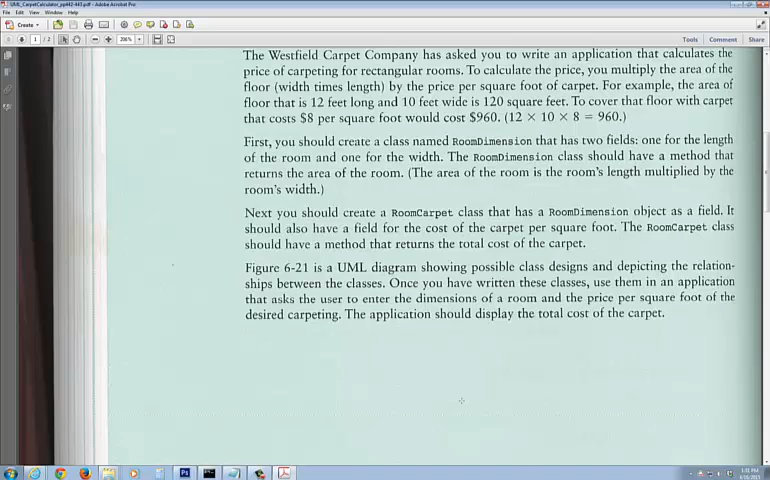 UML_CarpetCalculator_pp442-443.pdf - Adobe Acrobat Pro
File Edit View Window Help
Create
1 / 2 206%
Tools Comment Share
The Westfield Carpet Company has asked you to write an application that calculates the
price of carpeting for rectangular rooms. To calculate the price, you multiply the area of the
floor (width times length) by the price per square foot of carpet. For example, the area of
floor that is 12 feet long and 10 feet wide is 120 square feet. To cover that floor with carpet
that costs $8 per square foot would cost $960. (12 × 10 × 8 = 960.)
First, you should create a class named RoomDimension that has two fields: one for the length
of the room and one for the width. The RoomDimension class should have a method that
returns the area of the room. (The area of the room is the room's length multiplied by the
room's width.)
Next you should create a RoomCarpet class that has a RoomDimension object as a field. It
should also have a field for the cost of the carpet per square foot. The RoomCarpet class
should have a method that returns the total cost of the carpet.
Figure 6-21 is a UML diagram showing possible class designs and depicting the relation-
ships between the classes. Once you have written these classes, use them in an application
that asks the user to enter the dimensions of a room and the price per square foot of the
desired carpeting. The application should display the total cost of the carpet.